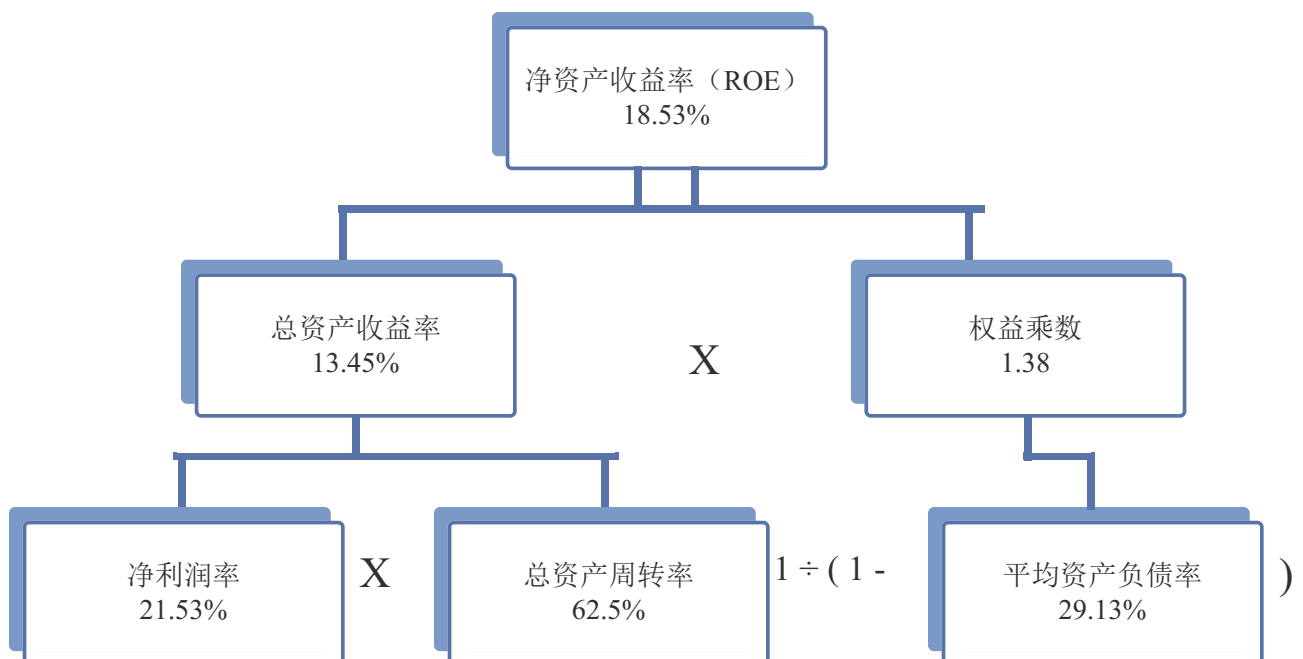 净资产收益率（ROE）
18.53%
总资产收益率
13.45%
X
权益乘数
1.38
净利润率
21.53%
X
总资产周转率
62.5%
1 ÷ ( 1 -
平均资产负债率
29.13%
)